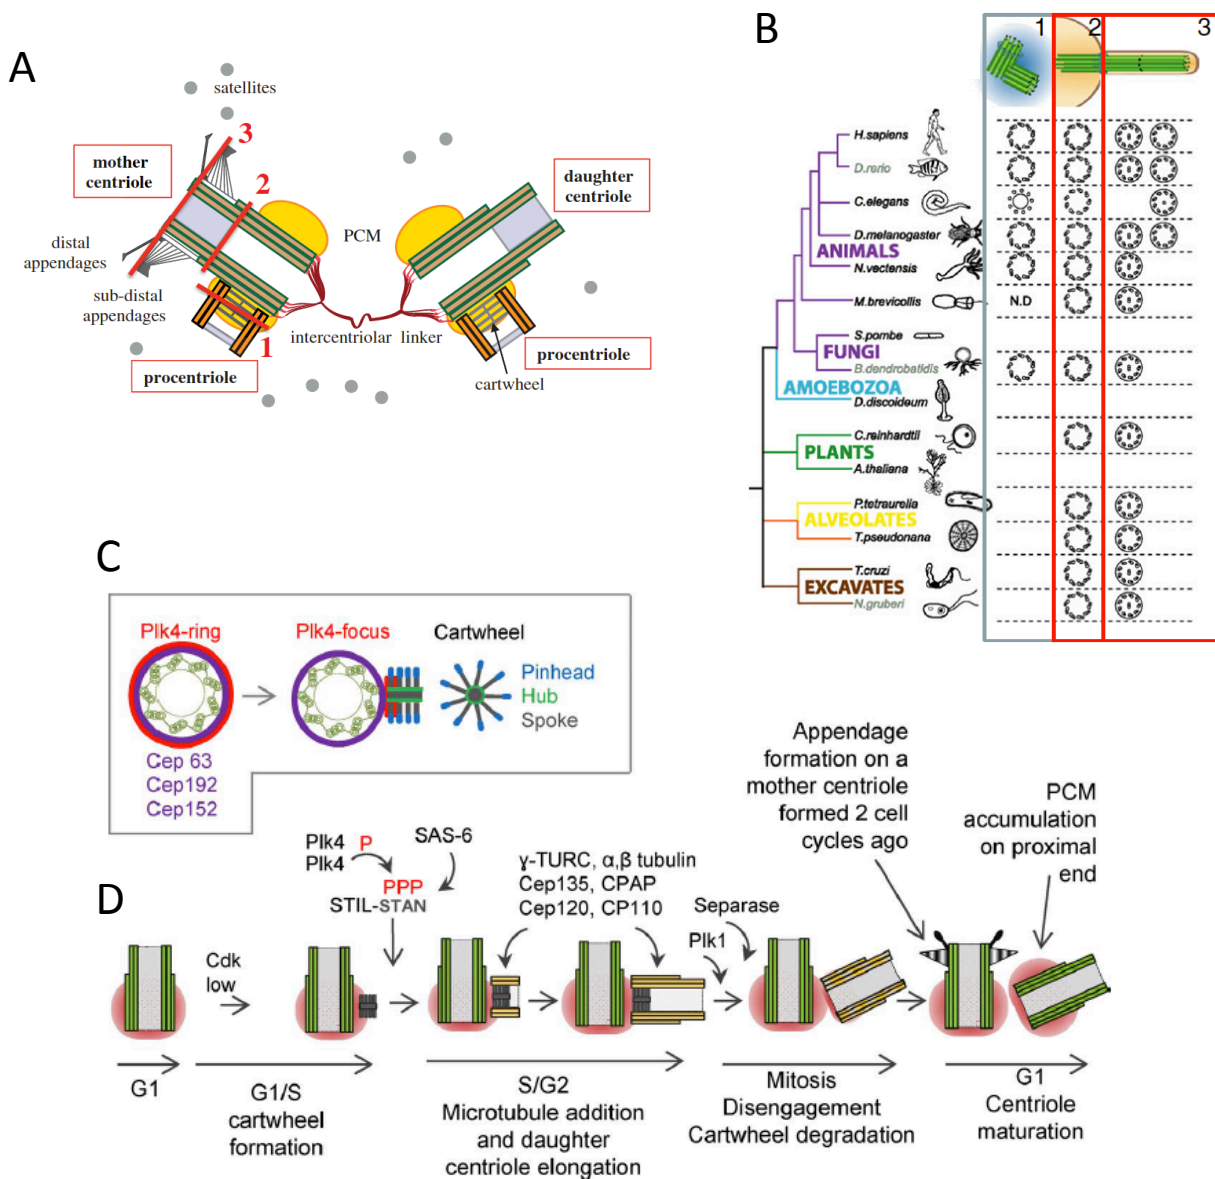 A
satellites
3
mother
centriole
2
daughter
centriole
PCM
distal
appendages
sub-distal
appendages
1
intercentriolar linker
procentriole
procentriole
cartwheel
B
1
2
3
H.sapiens
D.rerio
C.elegans
D.melanogaster
ANIMALS
N.vectensis
M.brevicollis
N.D
S.pombe
FUNGI
B.dendrobatidis
AMOEBOZOA
D.discoideum
C.reinhardtii
PLANTS
A.thaliana
P.tetraurelia
ALVEOLATES
T.pseudonana
T.cruzi
EXCAVATES
N.gruberi
C
Plk4-ring
Plk4-focus
Cartwheel
Pinhead
Hub
Spoke
Cep 63
Cep192
Cep152
D
Plk4 P
Plk4
SAS-6
PPP
STIL-STAN
γ-TURC, α,β tubulin
Cep135, CPAP
Cep120, CP110
Separase
Plk1
Appendage
formation on a
mother centriole
formed 2 cell
cycles ago
PCM
accumulation
on proximal
end
Cdk
low
G1
G1/S
cartwheel
formation
S/G2
Microtubule addition
and daughter
centriole elongation
Mitosis
Disengagement
Cartwheel degradation
G1
Centriole
maturation